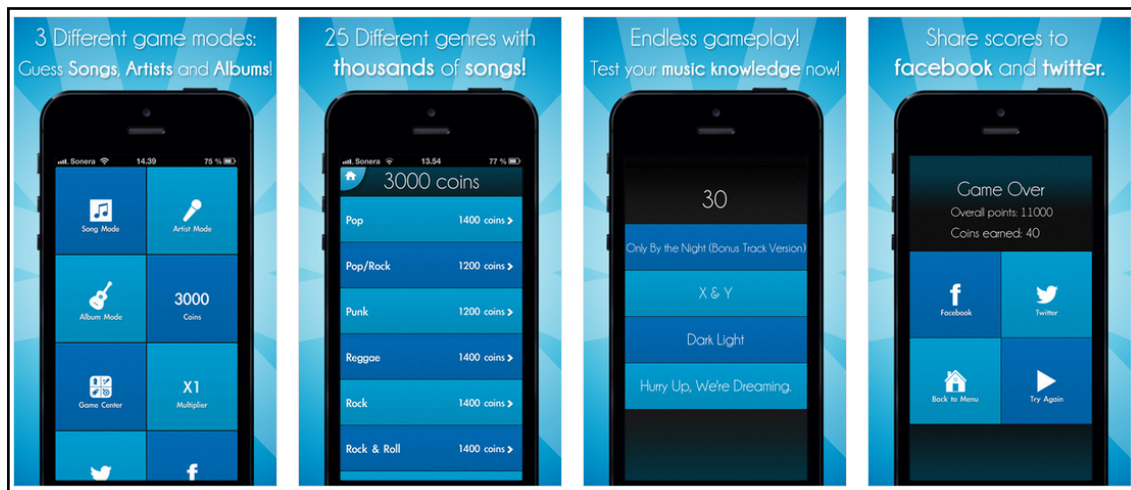 3 Different game modes:
Guess Songs, Artists and Albums!
Sonera 14.39 75 %
Song Mode
Artist Mode
Album Mode
3000
Coins
Game Center
X1
Multiplier
25 Different genres with
thousands of songs!
Sonera 13.54 77 %
3000 coins
Pop 1400 coins >
Pop/Rock 1200 coins >
Punk 1200 coins >
Reggae 1400 coins >
Rock 1400 coins >
Rock & Roll 1400 coins >
Endless gameplay!
Test your music knowledge now!
30
Only By the Night (Bonus Track Version)
X & Y
Dark Light
Hurry Up, We're Dreaming.
Share scores to
facebook and twitter.
Game Over
Overall points: 11000
Coins earned: 40
Facebook
Twitter
Back to Menu
Try Again